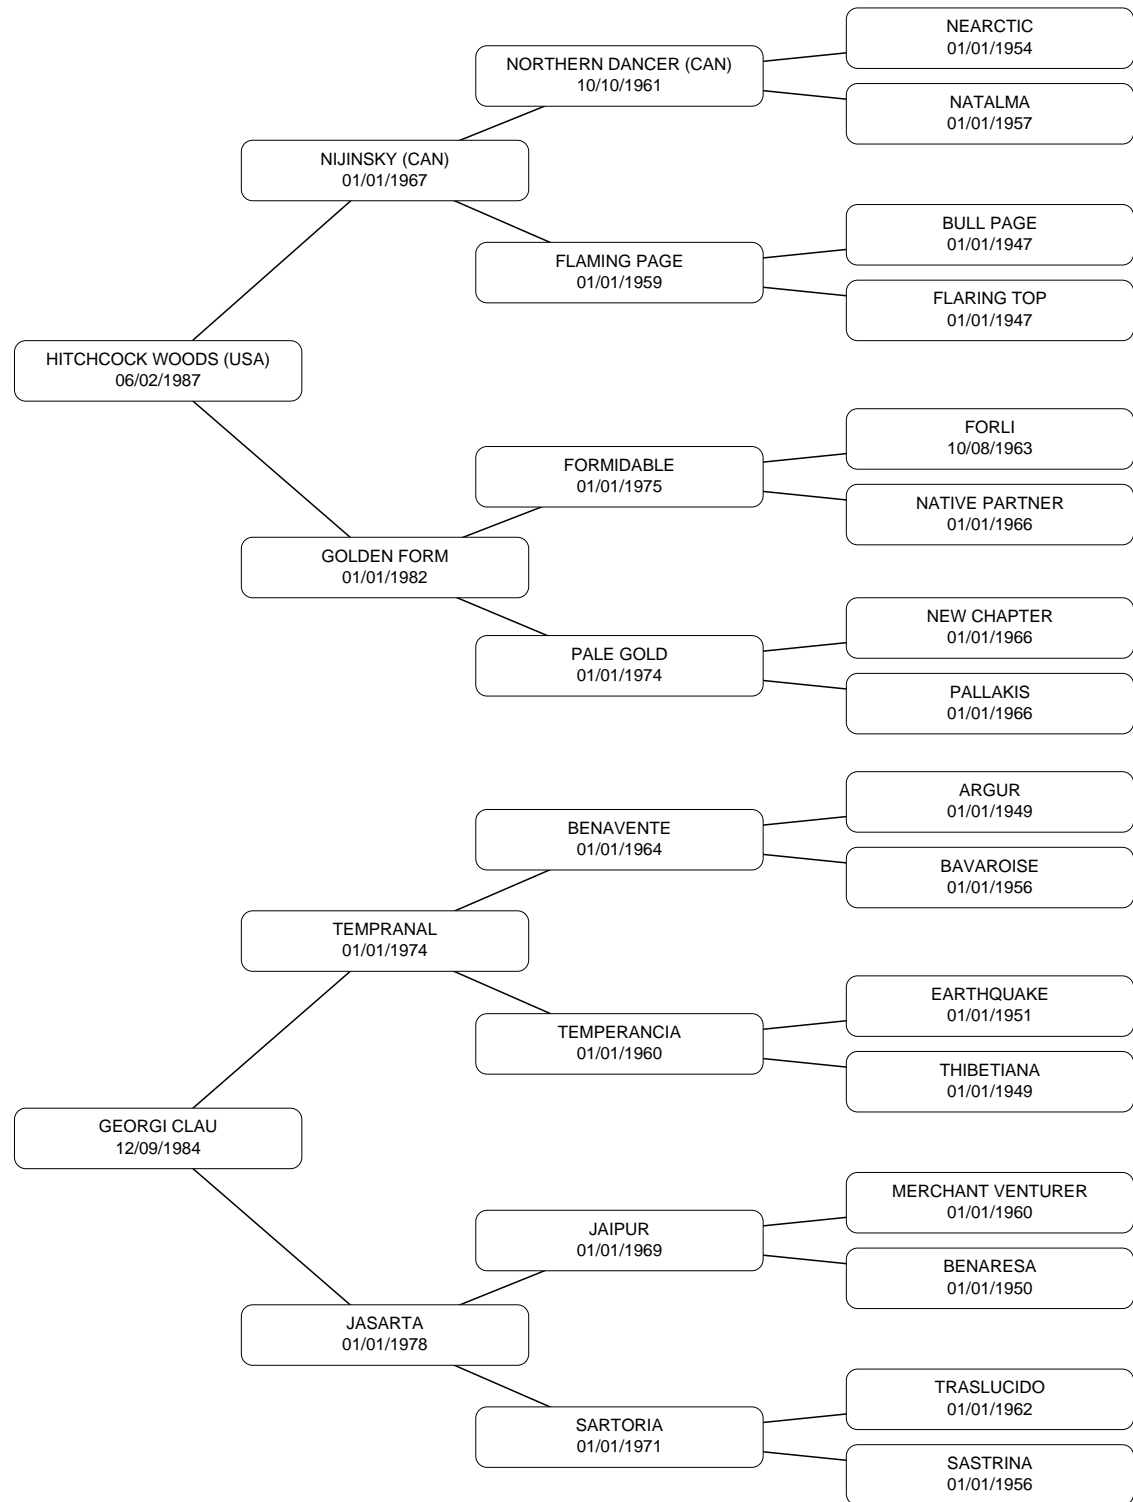 NEARCTIC
01/01/1954
NORTHERN DANCER (CAN)
10/10/1961
NATALMA
01/01/1957
NIJINSKY (CAN)
01/01/1967
BULL PAGE
01/01/1947
FLAMING PAGE
01/01/1959
FLARING TOP
01/01/1947
HITCHCOCK WOODS (USA)
06/02/1987
FORLI
10/08/1963
FORMIDABLE
01/01/1975
NATIVE PARTNER
01/01/1966
GOLDEN FORM
01/01/1982
NEW CHAPTER
01/01/1966
PALE GOLD
01/01/1974
PALLAKIS
01/01/1966
ARGUR
01/01/1949
BENAVENTE
01/01/1964
BAVAROISE
01/01/1956
TEMPRANAL
01/01/1974
EARTHQUAKE
01/01/1951
TEMPERANCIA
01/01/1960
THIBETIANA
01/01/1949
GEORGI CLAU
12/09/1984
MERCHANT VENTURER
01/01/1960
JAIPUR
01/01/1969
BENARESA
01/01/1950
JASARTA
01/01/1978
TRASLUCIDO
01/01/1962
SARTORIA
01/01/1971
SASTRINA
01/01/1956